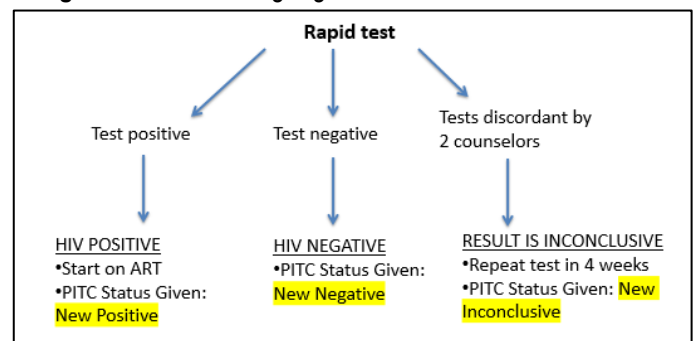 Rapid test
Test positive
Test negative
Tests discordant by
2 counselors
HIV POSITIVE
•Start on ART
•PITC Status Given:
New Positive
HIV NEGATIVE
•PITC Status Given:
New Negative
RESULT IS INCONCLUSIVE
•Repeat test in 4 weeks
•PITC Status Given: New
Inconclusive